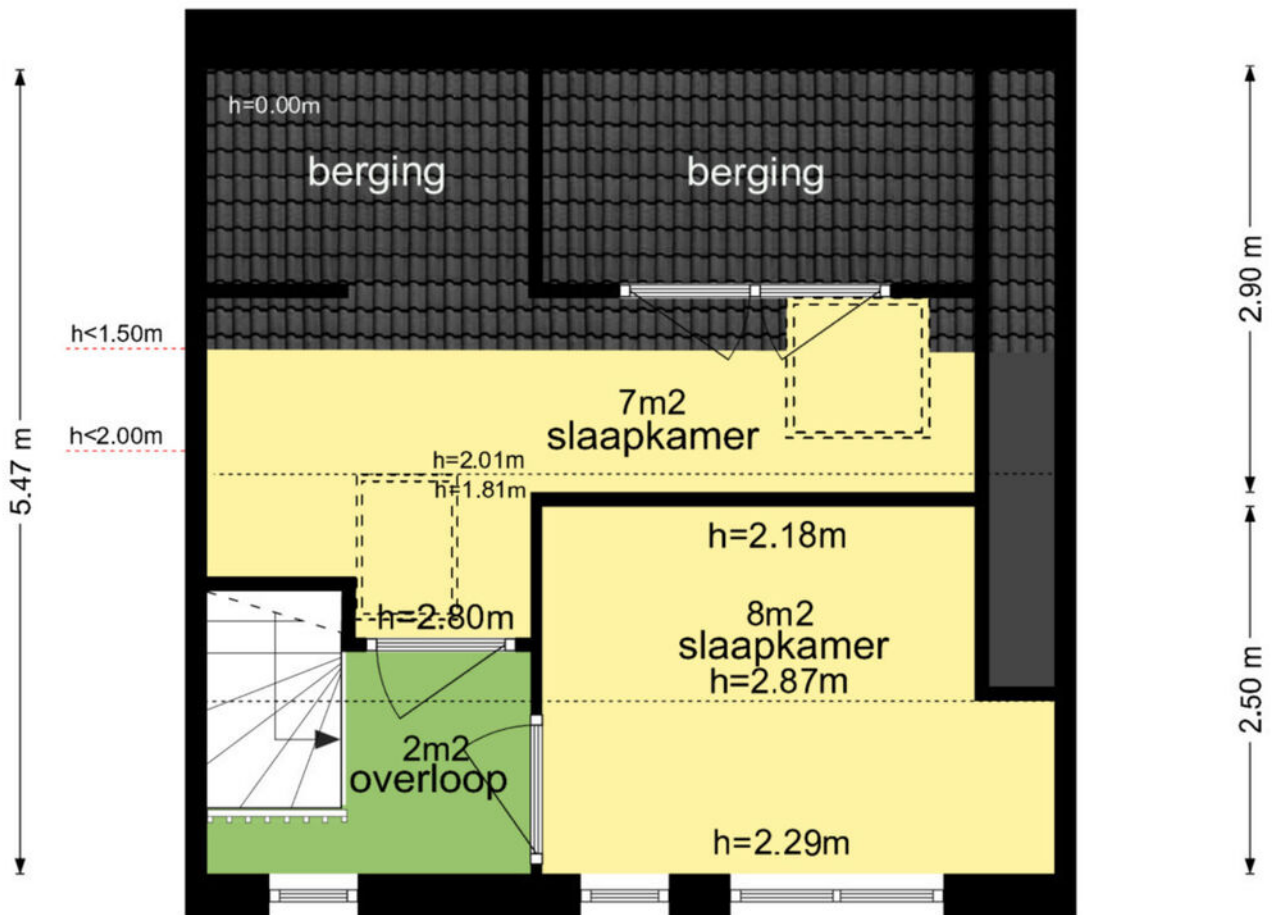 h=0.00m
berging
berging
2.90 m
h<1.50m
7m2
slaapkamer
h<2.00m
h=2.01m
h=1.81m
5.47 m
h=2.18m
h=2.80m
8m2
slaapkamer
h=2.87m
2.50 m
2m2
overloop
h=2.29m